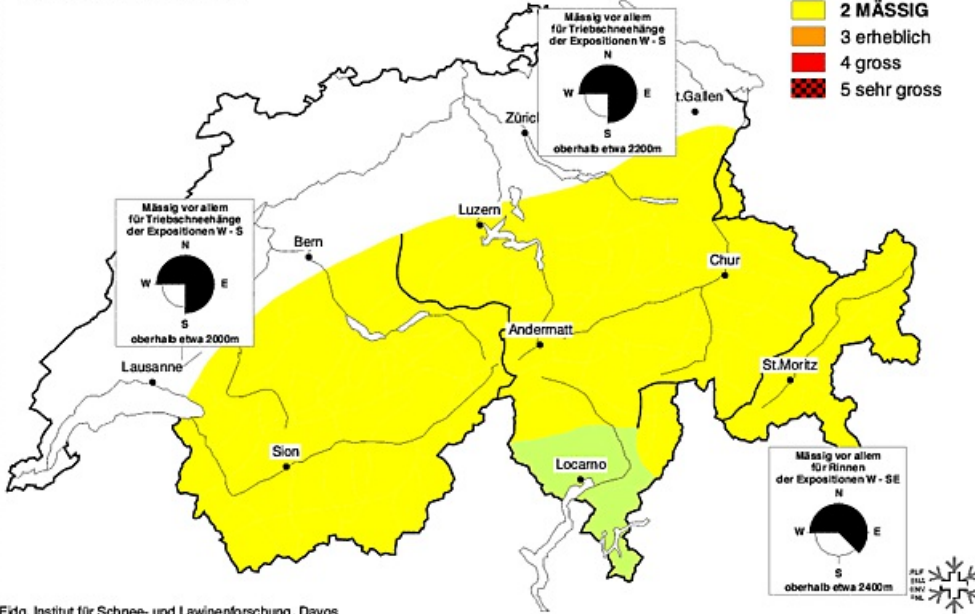 2 MÄSSIG
3 erheblich
4 gross
5 sehr gross
Mässig vor allem
für Triebschneehänge
der Expositionen W - S
N
W E
S
oberhalb etwa 2200m
t.Gallen
Züric
Mässig vor allem
für Triebschneehänge
der Expositionen W - S
N
W E
S
oberhalb etwa 2000m
Luzern
Bern
Chur
Andermatt
Lausanne
St.Moritz
Sion
Locarno
Mässig vor allem
für Rinnen
der Expositionen W - SE
N
W E
S
oberhalb etwa 2400m
SLF
Eidg. Institut für Schnee- und Lawinenforschung, Davos